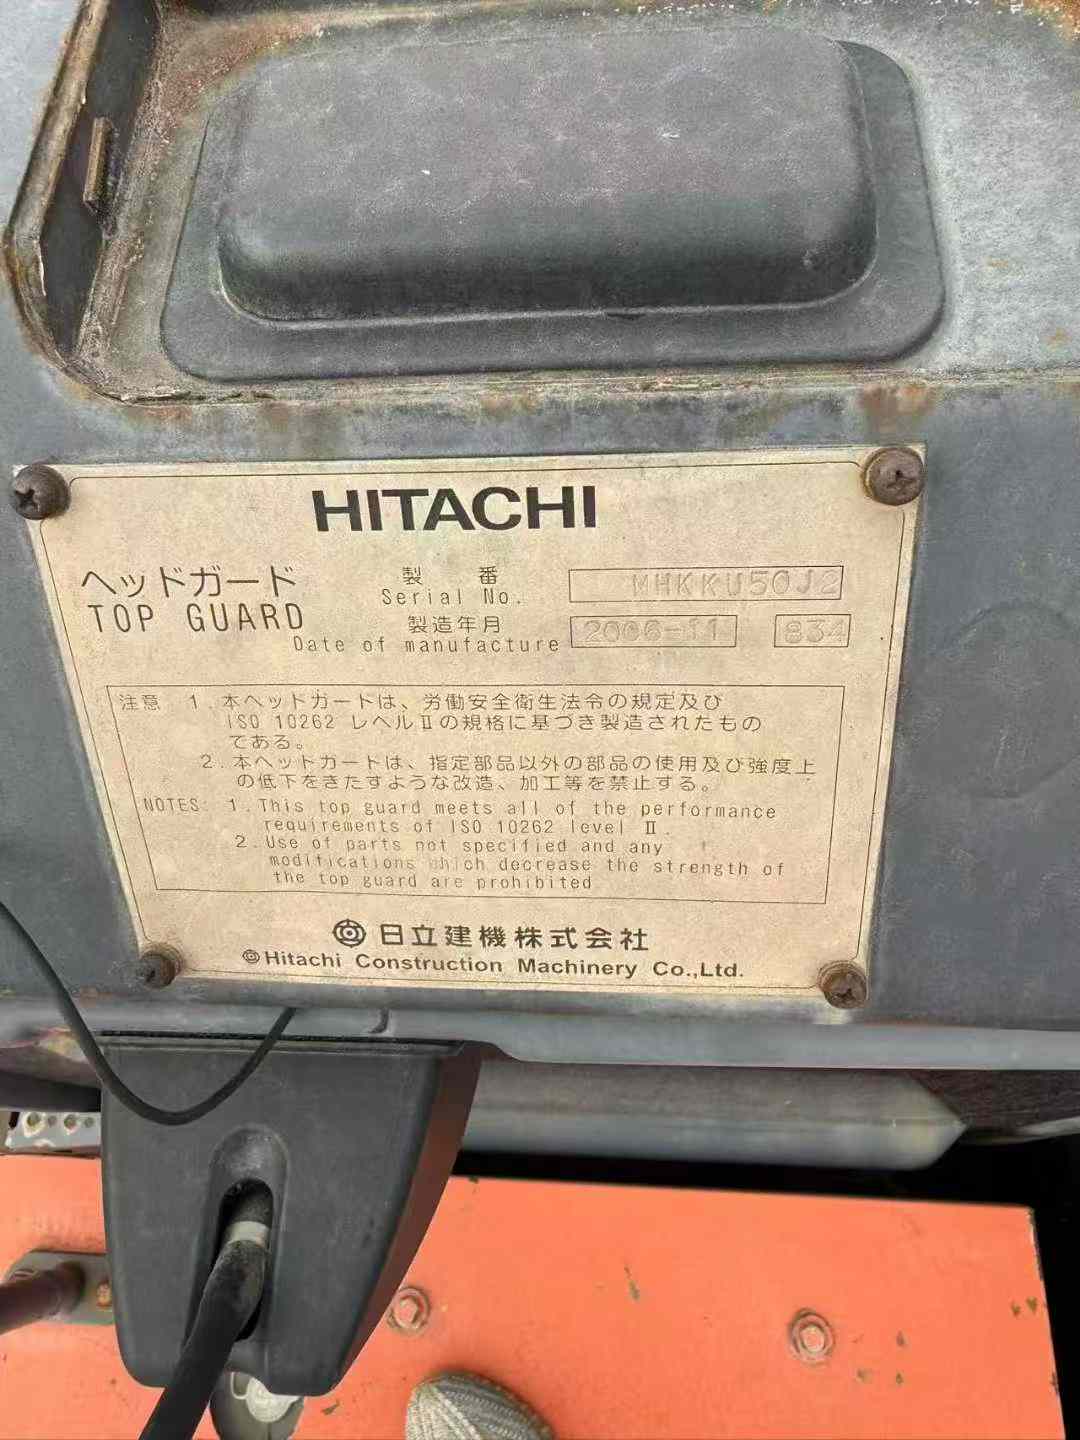 HITACHI
ヘッドガード
TOP GUARD
製 番
Serial No.
MHKKU50J2
製造年月
Date of manufacture
2006-11
834
注意 1. 本ヘッドガードは、労働安全衛生法令の規定及び
ISO 10262 レベルⅡの規格に基づき製造されたもの
である。
2. 本ヘッドガードは、指定部品以外の部品の使用及び強度上
の低下をきたすような改造、加工等を禁止する。
NOTES: 1. This top guard meets all of the performance
requirements of ISO 10262 level Ⅱ.
2. Use of parts not specified and any
modifications which decrease the strength of
the top guard are prohibited
日立建機株式会社
Hitachi Construction Machinery Co.,Ltd.